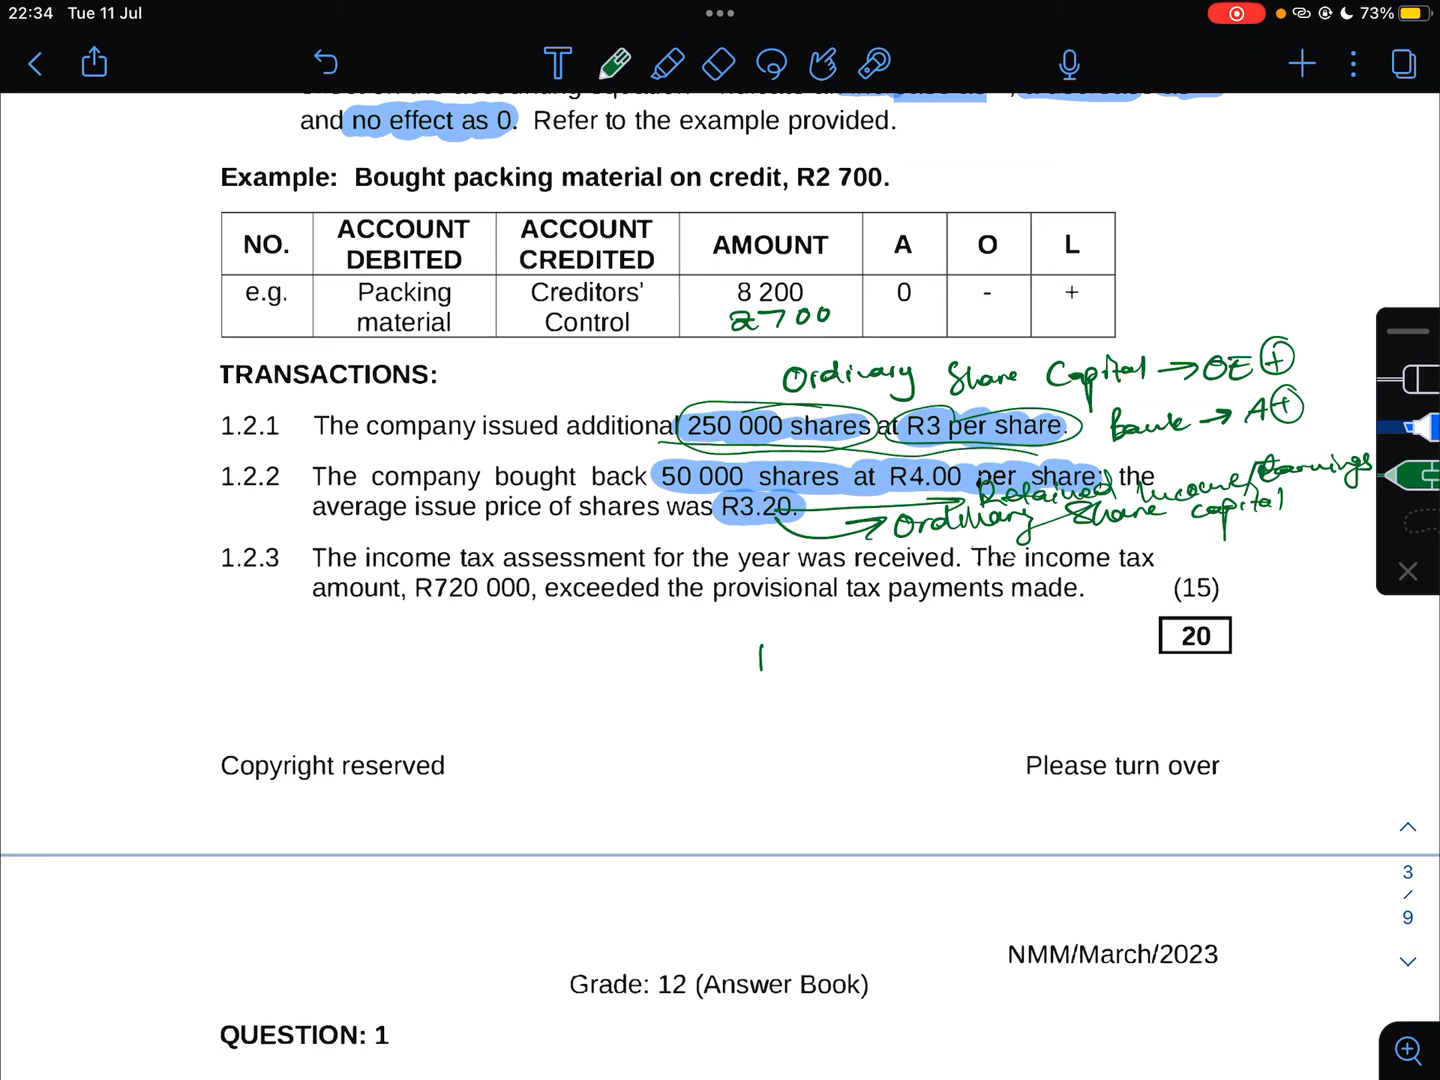 22:34 Tue 11 Jul
73%
and no effect as 0. Refer to the example provided.
Example: Bought packing material on credit, R2 700.
NO. ACCOUNT DEBITED ACCOUNT CREDITED AMOUNT A O L
e.g. Packing material Creditors' Control 8 200 0 - +
2700
TRANSACTIONS:
Ordinary Share Capital → OE +
1.2.1 The company issued additional 250 000 shares at R3 per share.
Bank → A +
1.2.2 The company bought back 50 000 shares at R4.00 per share; the
average issue price of shares was R3.20.
Retained Income/Earnings
→ Ordinary Share capital
1.2.3 The income tax assessment for the year was received. The income tax
amount, R720 000, exceeded the provisional tax payments made. (15)
20
Copyright reserved Please turn over
3
/
9
NMM/March/2023
Grade: 12 (Answer Book)
QUESTION: 1